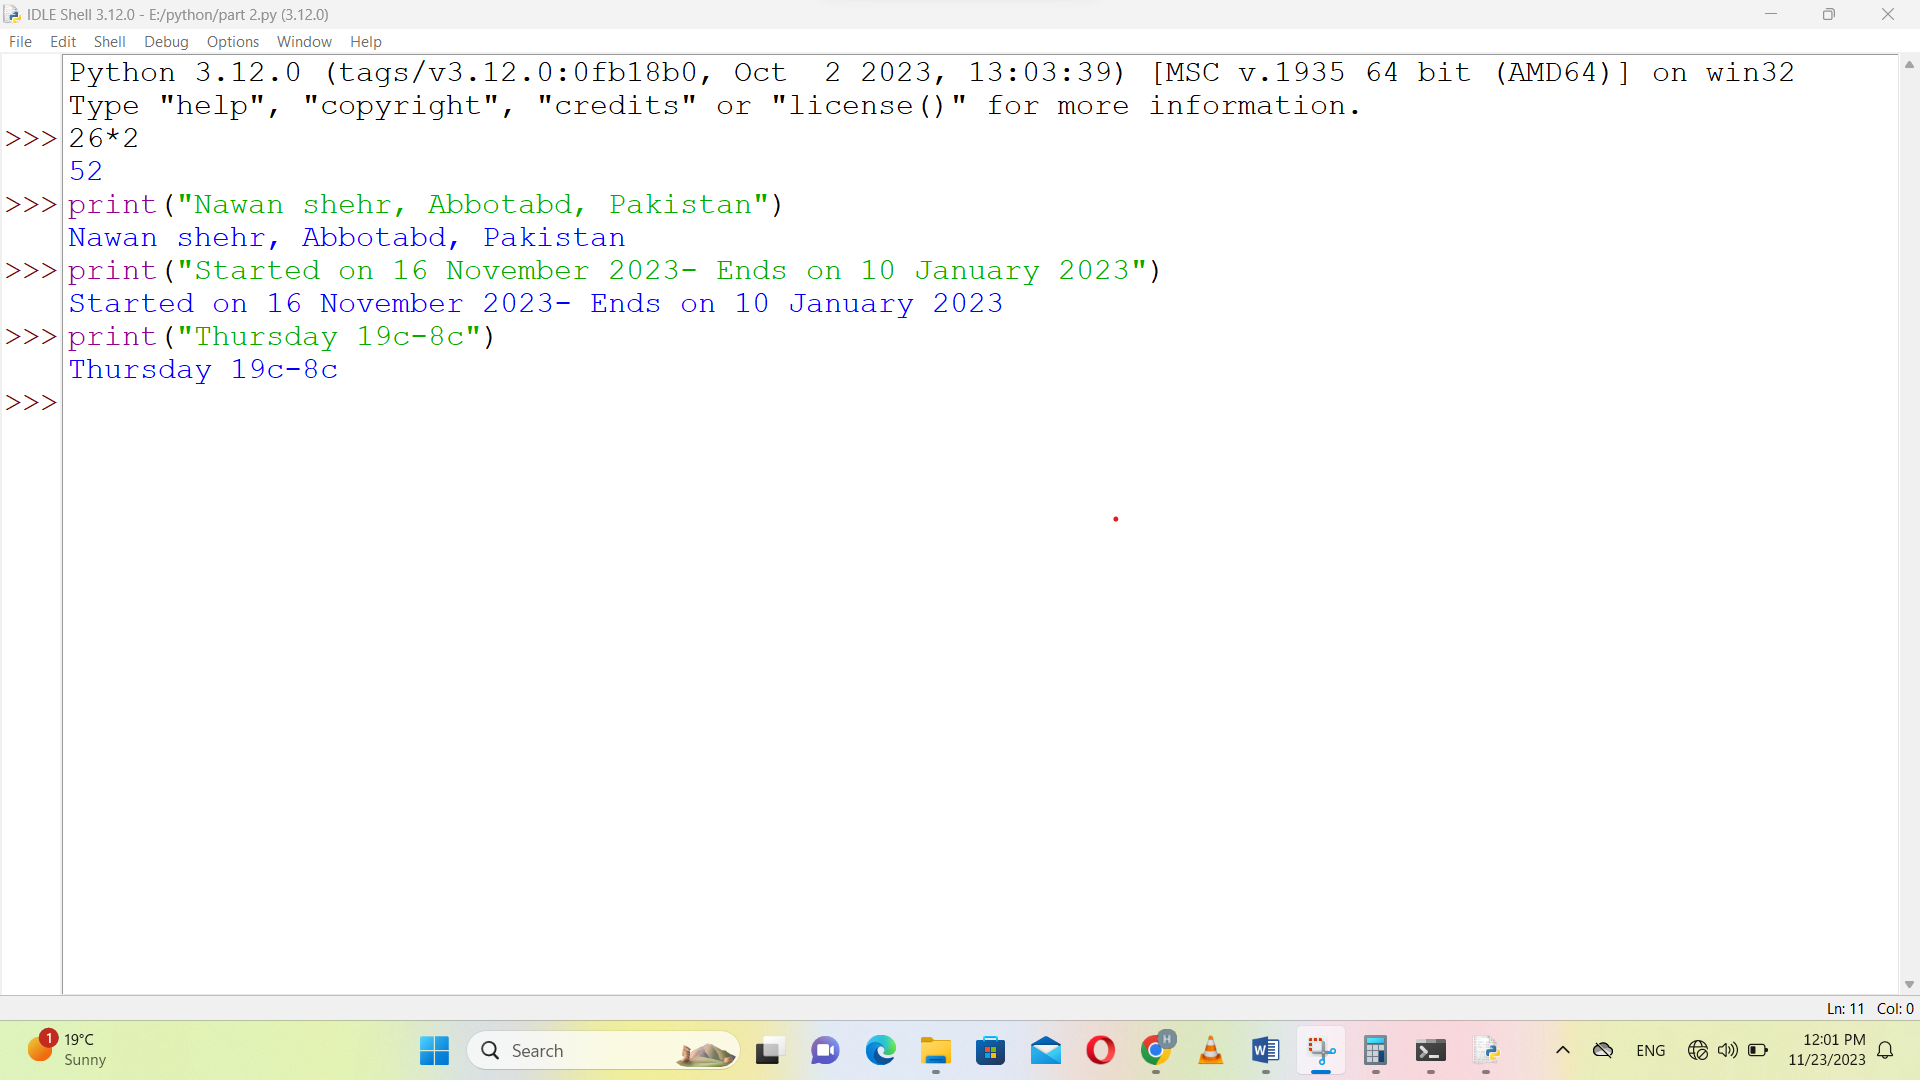 IDLE Shell 3.12.0 - E:/python/part 2.py (3.12.0)
File Edit Shell Debug Options Window Help
Python 3.12.0 (tags/v3.12.0:0fb18b0, Oct  2 2023, 13:03:39) [MSC v.1935 64 bit (AMD64)] on win32
Type "help", "copyright", "credits" or "license()" for more information.
>>> 26*2
52
>>> print("Nawan shehr, Abbotabd, Pakistan")
Nawan shehr, Abbotabd, Pakistan
>>> print("Started on 16 November 2023- Ends on 10 January 2023")
Started on 16 November 2023- Ends on 10 January 2023
>>> print("Thursday 19c-8c")
Thursday 19c-8c
>>>
Ln: 11 Col: 0
1 19°C
Sunny
Search
H
W
ENG
12:01 PM
11/23/2023